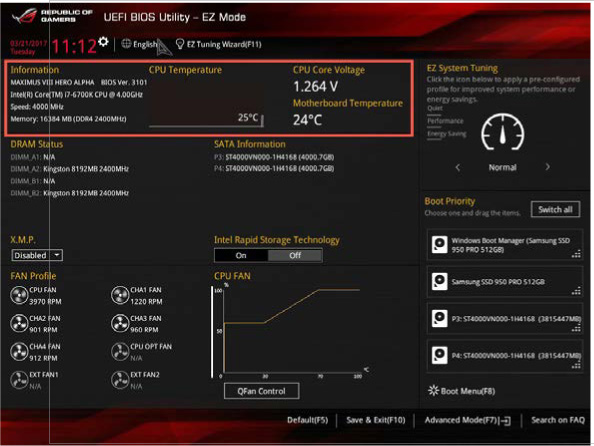 REPUBLIC OF
GAMERS
UEFI BIOS Utility – EZ Mode
03/21/2017
Tuesday
11:12
English
EZ Tuning Wizard(F11)
Information
MAXIMUS VIII HERO ALPHA BIOS Ver. 3101
Intel(R) Core(TM) i7-6700K CPU @ 4.00GHz
Speed: 4000 MHz
Memory: 16384 MB (DDR4 2400MHz)
CPU Temperature
25°C
CPU Core Voltage
1.264 V
Motherboard Temperature
24°C
EZ System Tuning
Click the icon below to apply a pre-configured
profile for improved system performance or
energy savings.
Quiet
Performance
Energy Saving
< Normal >
DRAM Status
DIMM_A1: N/A
DIMM_A2: Kingston 8192MB 2400MHz
DIMM_B1: N/A
DIMM_B2: Kingston 8192MB 2400MHz
SATA Information
P3: ST4000VN000-1H4168 (4000.7GB)
P4: ST4000VN000-1H4168 (4000.7GB)
X.M.P.
Disabled
Intel Rapid Storage Technology
On
Off
Boot Priority
Choose one and drag the items.
Switch all
Windows Boot Manager (Samsung SSD
950 PRO 512GB)
Samsung SSD 950 PRO 512GB
P3: ST4000VN000-1H4168 (3815447MB)
P4: ST4000VN000-1H4168 (3815447MB)
Boot Menu(F8)
FAN Profile
CPU FAN
3970 RPM
CHA1 FAN
1220 RPM
CHA2 FAN
901 RPM
CHA3 FAN
960 RPM
CHA4 FAN
912 RPM
CPU OPT FAN
N/A
EXT FAN1
N/A
EXT FAN2
N/A
CPU FAN
%
100
50
0
30
70
100
°C
QFan Control
Default(F5)
Save & Exit(F10)
Advanced Mode(F7)
Search on FAQ